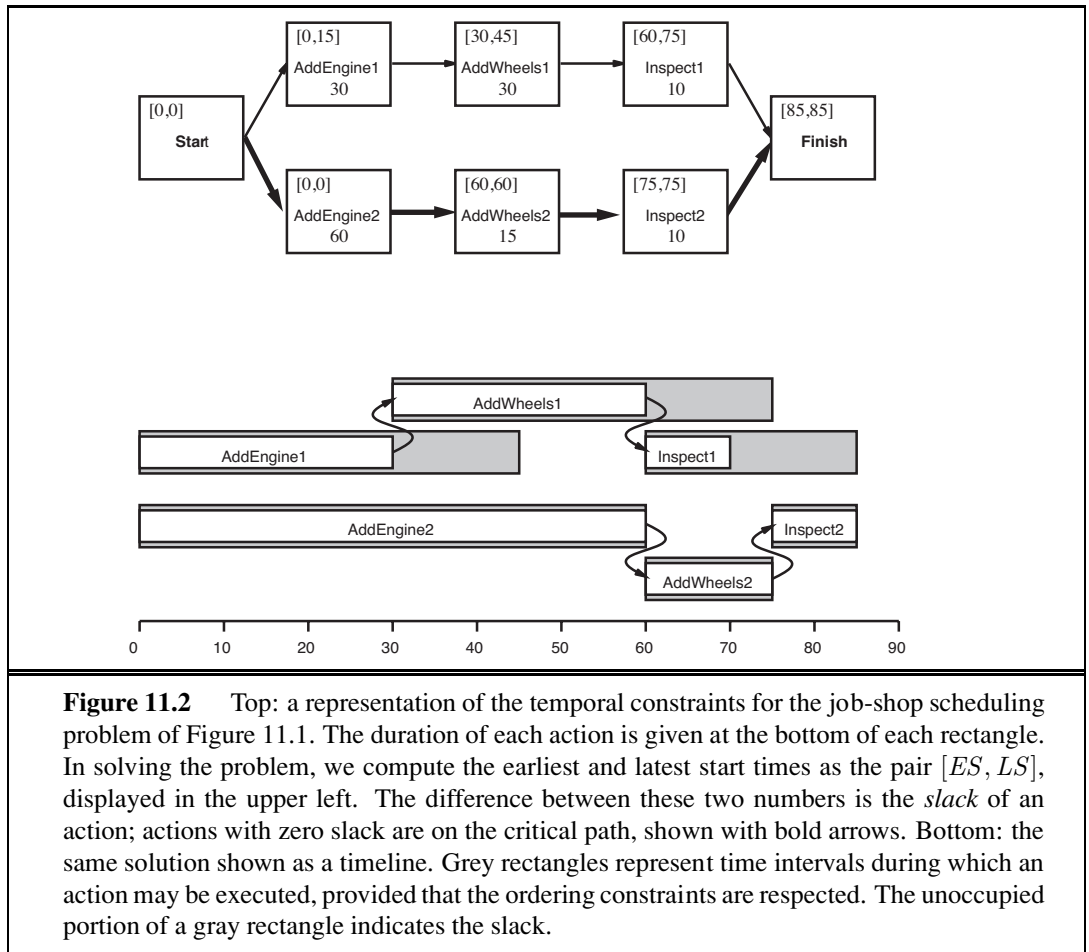 [0,15]
AddEngine1
30
[30,45]
AddWheels1
30
[60,75]
Inspect1
10
[0,0]
Start
[85,85]
Finish
[0,0]
AddEngine2
60
[60,60]
AddWheels2
15
[75,75]
Inspect2
10
AddWheels1
AddEngine1
Inspect1
AddEngine2
Inspect2
AddWheels2
0 10 20 30 40 50 60 70 80 90
Figure 11.2 Top: a representation of the temporal constraints for the job-shop scheduling
problem of Figure 11.1. The duration of each action is given at the bottom of each rectangle.
In solving the problem, we compute the earliest and latest start times as the pair [ES, LS],
displayed in the upper left. The difference between these two numbers is the slack of an
action; actions with zero slack are on the critical path, shown with bold arrows. Bottom: the
same solution shown as a timeline. Grey rectangles represent time intervals during which an
action may be executed, provided that the ordering constraints are respected. The unoccupied
portion of a gray rectangle indicates the slack.